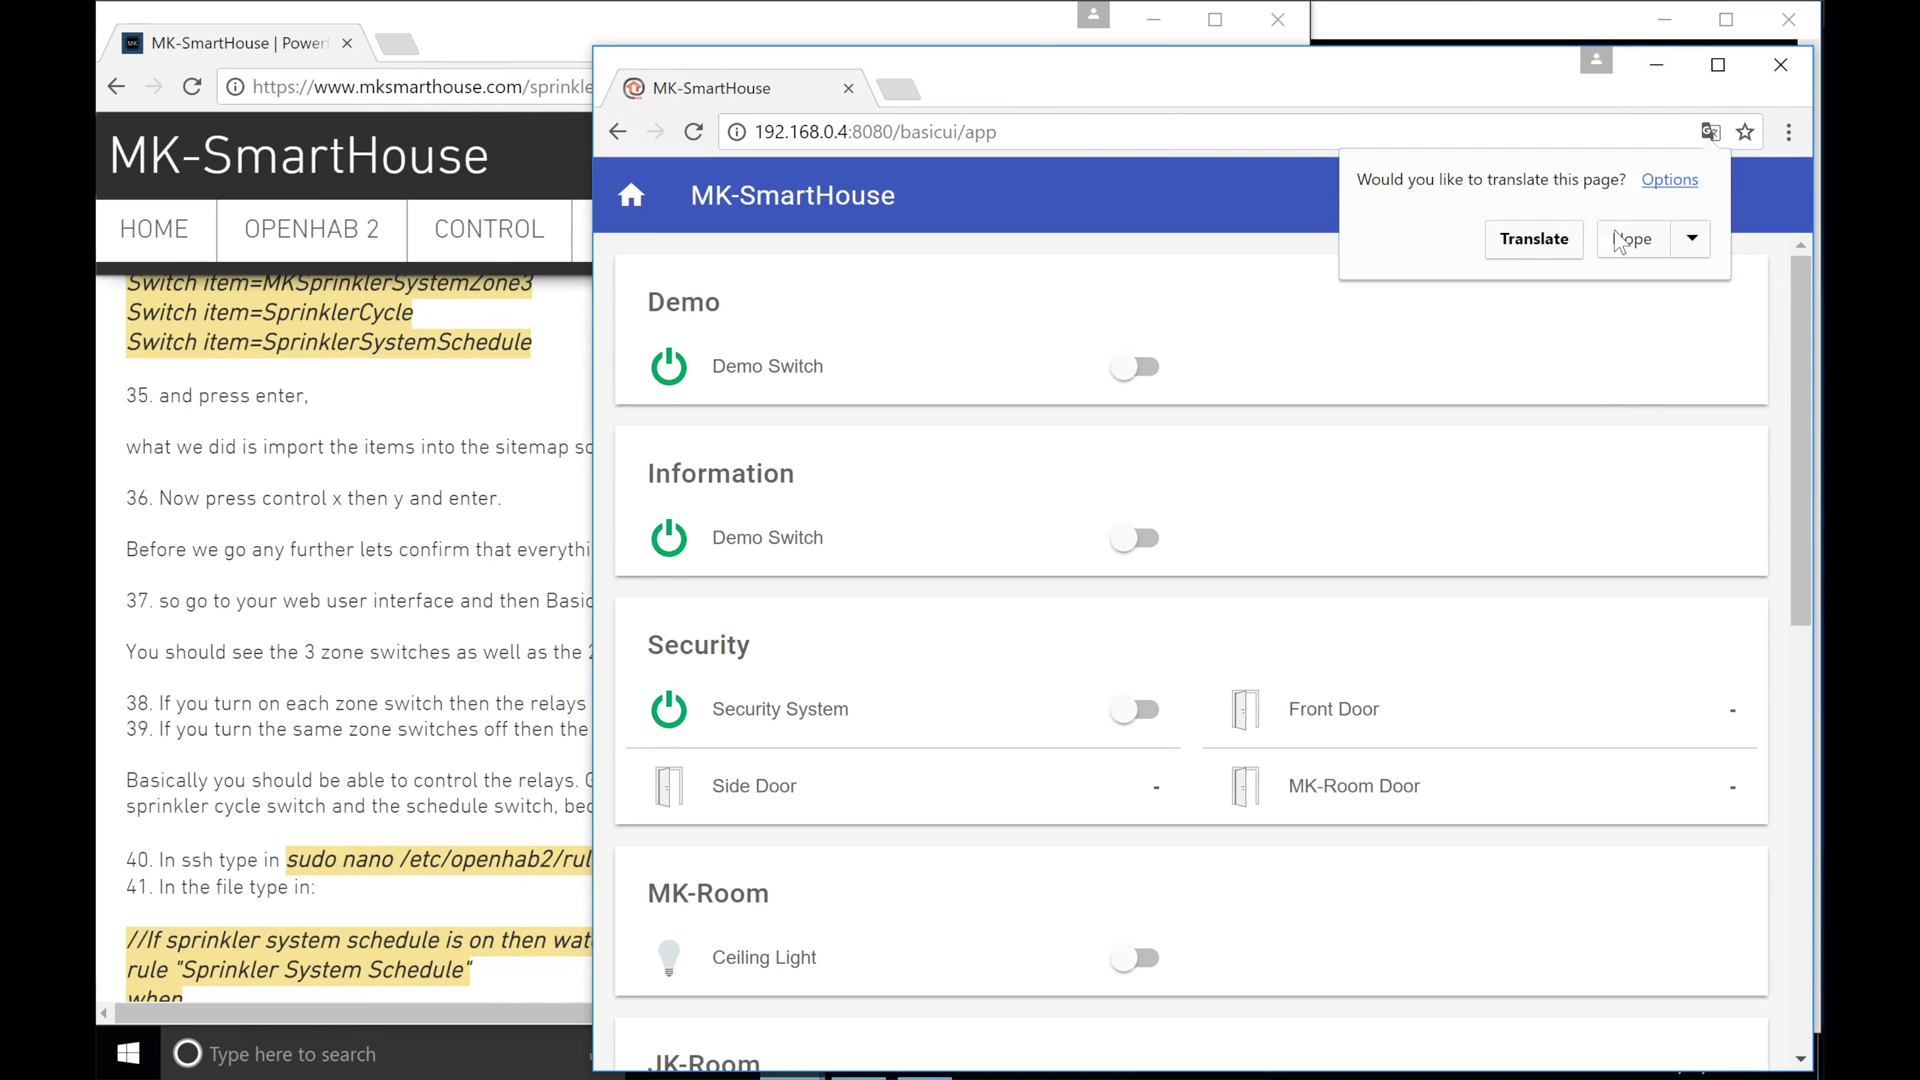 MK-SmartHouse | Powerf
https://www.mksmarthouse.com/sprinkle
MK-SmartHouse
HOME
OPENHAB 2
CONTROL
Switch item=MKSprinklerSystemZone3
Switch item=SprinklerCycle
Switch item=SprinklerSystemSchedule
35. and press enter,
what we did is import the items into the sitemap so
36. Now press control x then y and enter.
Before we go any further lets confirm that everythi
37. so go to your web user interface and then Basic
You should see the 3 zone switches as well as the 2
38. If you turn on each zone switch then the relays
39. If you turn the same zone switches off then the
Basically you should be able to control the relays. G
sprinkler cycle switch and the schedule switch, bec
40. In ssh type in sudo nano /etc/openhab2/rul
41. In the file type in:
//If sprinkler system schedule is on then wat
rule "Sprinkler System Schedule"
when
Type here to search
MK-SmartHouse
192.168.0.4:8080/basicui/app
MK-SmartHouse
Would you like to translate this page? Options
Translate
Nope
Demo
Demo Switch
Information
Demo Switch
Security
Security System
Front Door -
Side Door -
MK-Room Door -
MK-Room
Ceiling Light
JK-Room